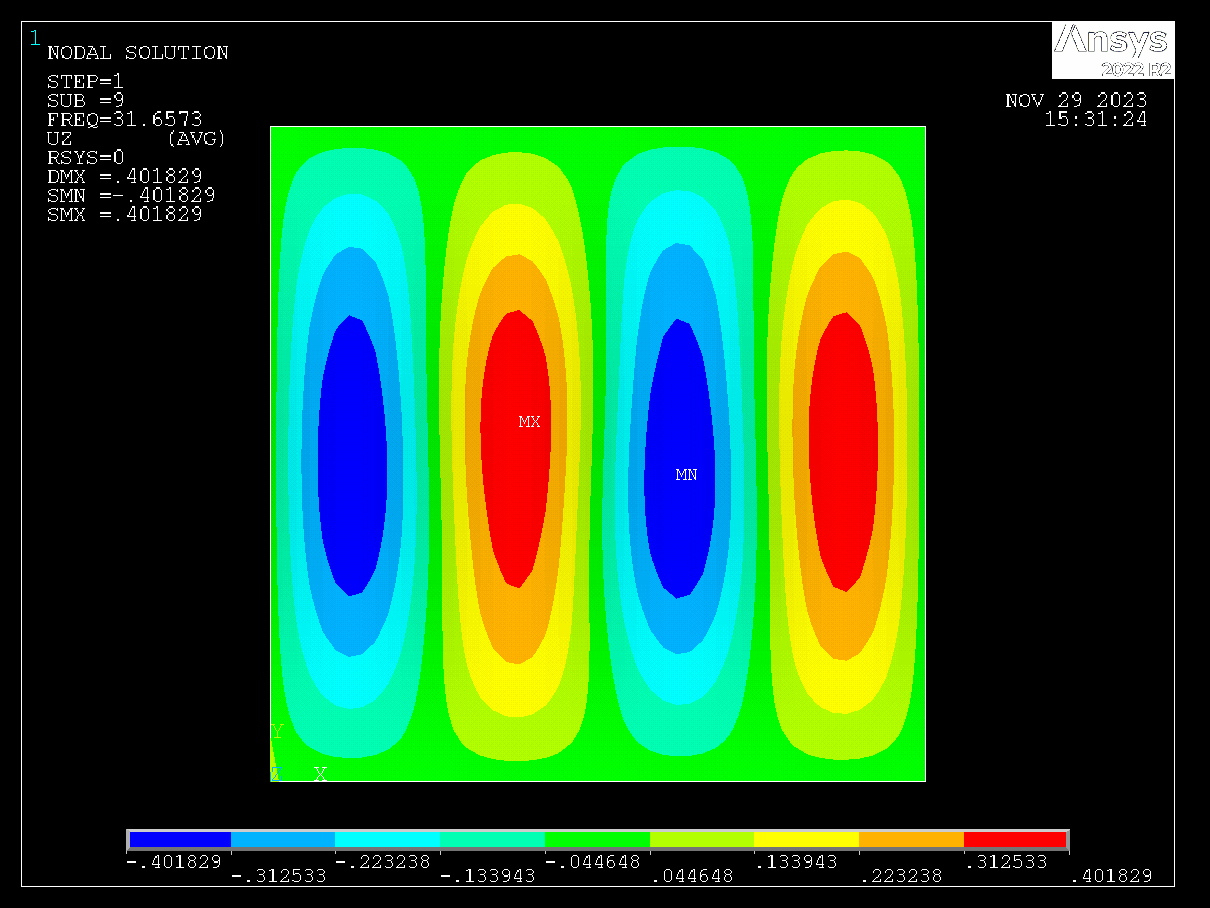 1
NODAL SOLUTION
STEP=1
SUB =9
FREQ=31.6573
UZ (AVG)
RSYS=0
DMX =.401829
SMN =-.401829
SMX =.401829
Ansys
2022 R2
NOV 29 2023
15:31:24
MX
MN
Y
Z X
-.401829 -.223238 -.044648 .133943 .312533
-.312533 -.133943 .044648 .223238 .401829